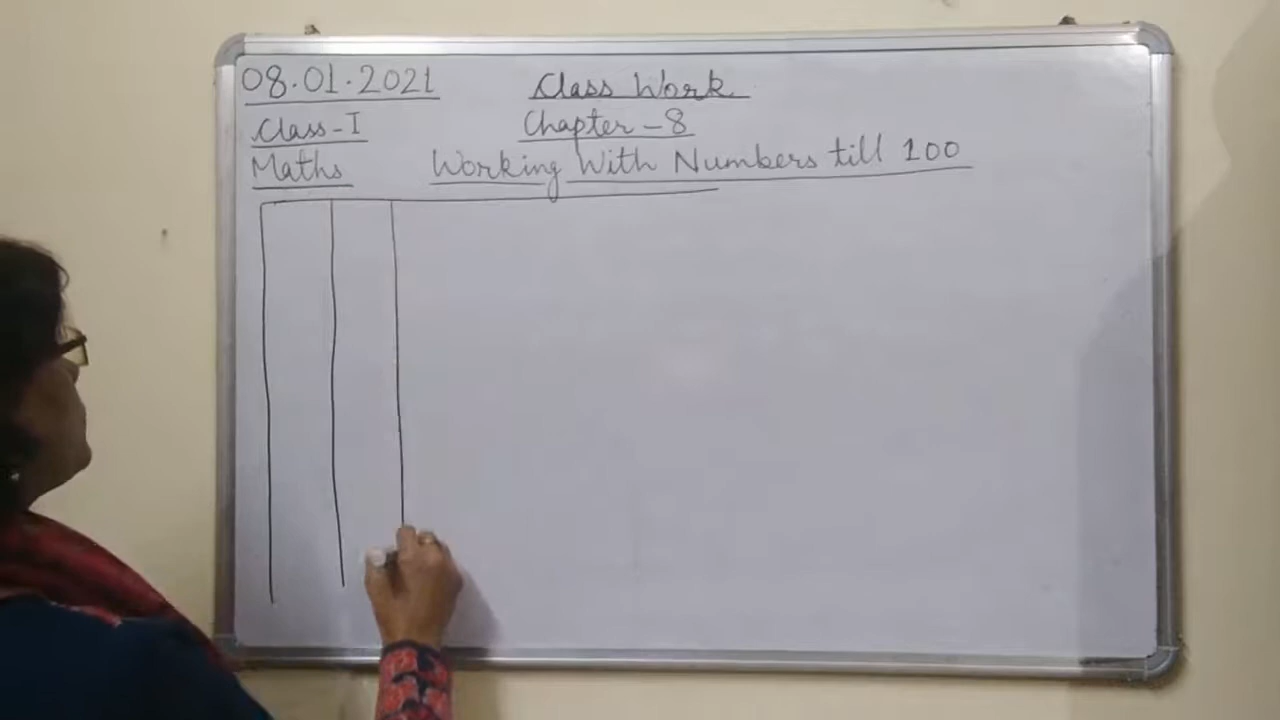 08.01.2021 Class Work
Class-I Chapter-8
Maths Working With Numbers till 100